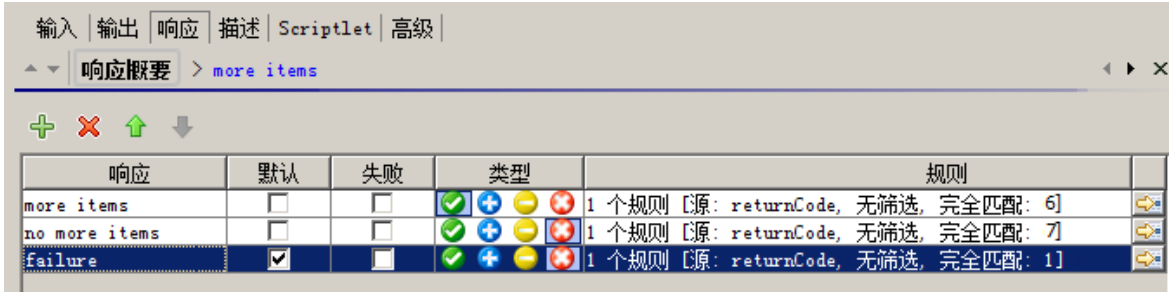 输入 输出 响应 描述 Scriptlet 高级
响应概要 > more items
响应 默认 失败 类型 规则
more items 1 个规则 [源: returnCode, 无筛选, 完全匹配: 6]
no more items 1 个规则 [源: returnCode, 无筛选, 完全匹配: 7]
failure 1 个规则 [源: returnCode, 无筛选, 完全匹配: 1]